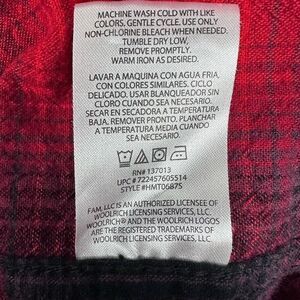 MACHINE WASH COLD WITH LIKE
COLORS, GENTLE CYCLE. USE ONLY
NON-CHLORINE BLEACH WHEN NEEDED.
TUMBLE DRY LOW,
REMOVE PROMPTLY.
WARM IRON AS DESIRED.
LAVAR A MAQUINA CON AGUA FRIA,
CON COLORES SIMILARES. CICLO
DELICADO. USAR BLANQUEADOR SIN
CLORO CUANDO SEA NECESARIO.
SECAR EN SECADORA A TEMPERATURA
BAJA. REMOVER PRONTO. PLANCHAR
A TEMPERATURA MEDIA CUANDO
SEA NECESARIO.
RN# 137013
UPC # 722457605514
STYLE #HMT06875
FAM, LLC IS AN AUTHORIZED LICENSEE OF
WOOLRICH LICENSING SERVICES, LLC.
WOOLRICH® AND THE WOOLRICH LOGOS
ARE THE REGISTERED TRADEMARKS OF
WOOLRICH LICENSING SERVICES, LLC.